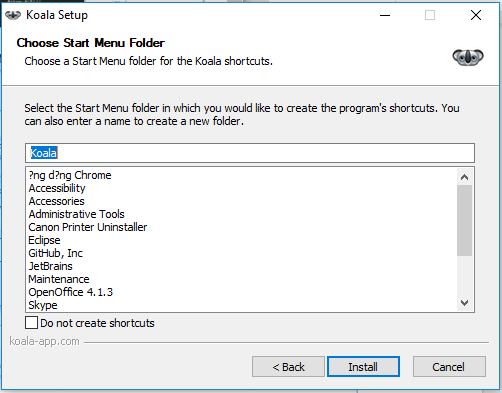 Koala Setup
Choose Start Menu Folder
Choose a Start Menu folder for the Koala shortcuts.
Select the Start Menu folder in which you would like to create the program's shortcuts. You
can also enter a name to create a new folder.
Koala
?ng d?ng Chrome
Accessibility
Accessories
Administrative Tools
Canon Printer Uninstaller
Eclipse
GitHub, Inc
JetBrains
Maintenance
OpenOffice 4.1.3
Skype
Do not create shortcuts
koala-app.com
< Back
Install
Cancel